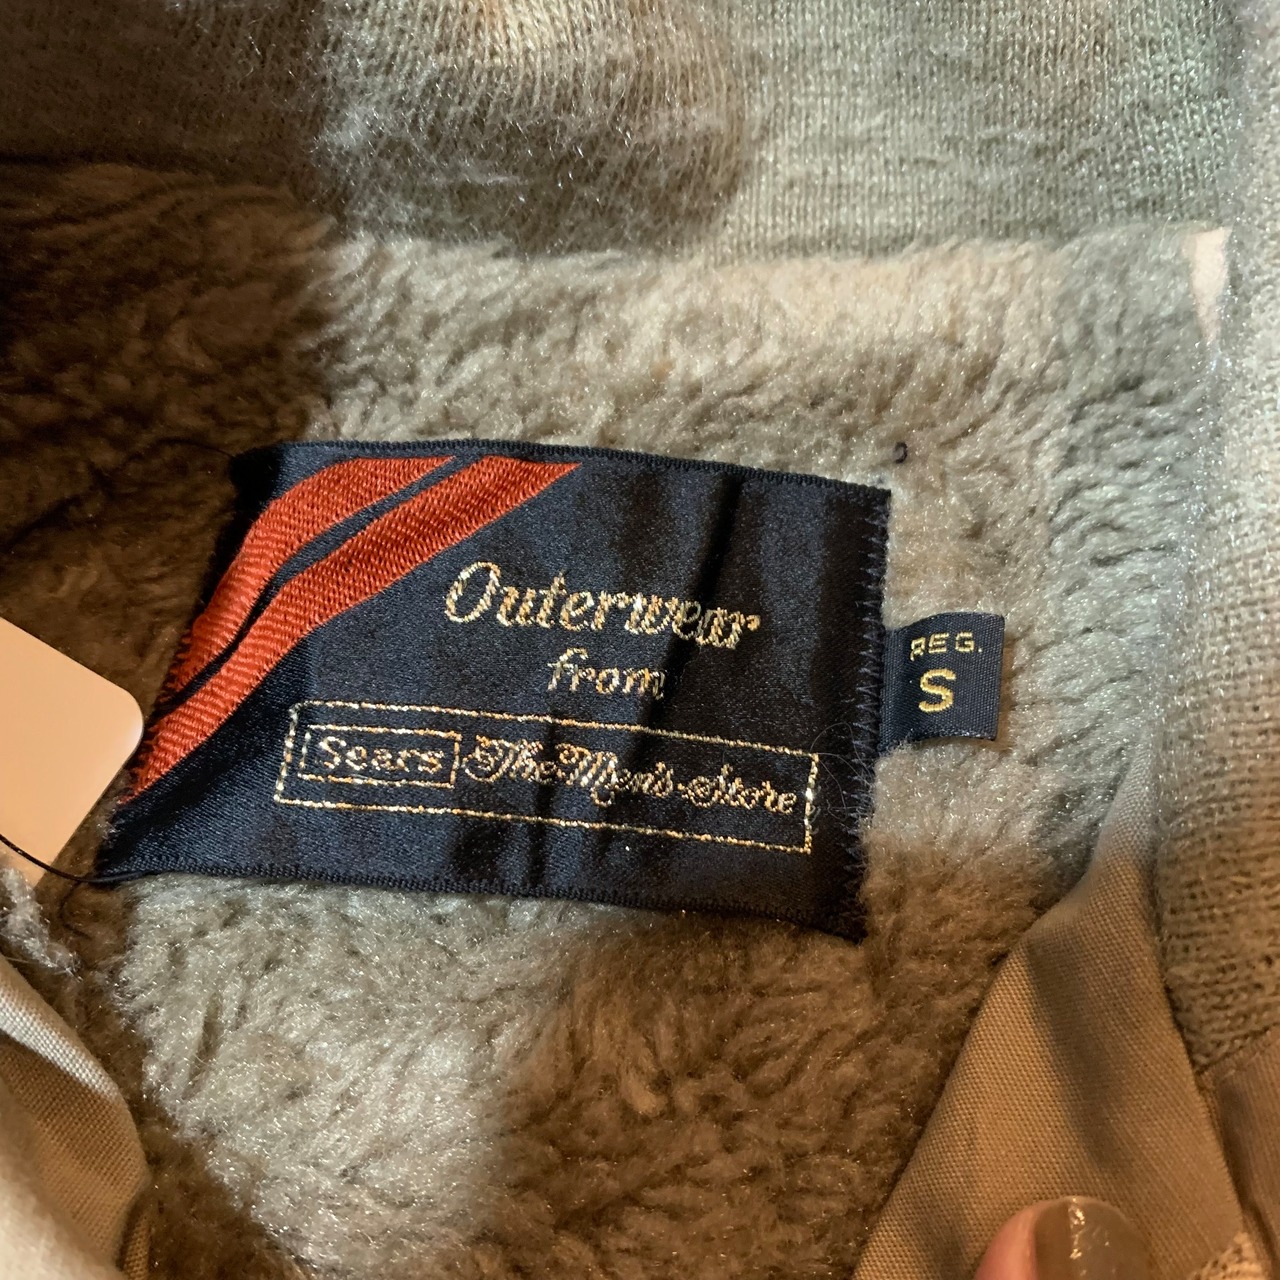 Outerwear
from
Sears The Men's Store
REG.
S